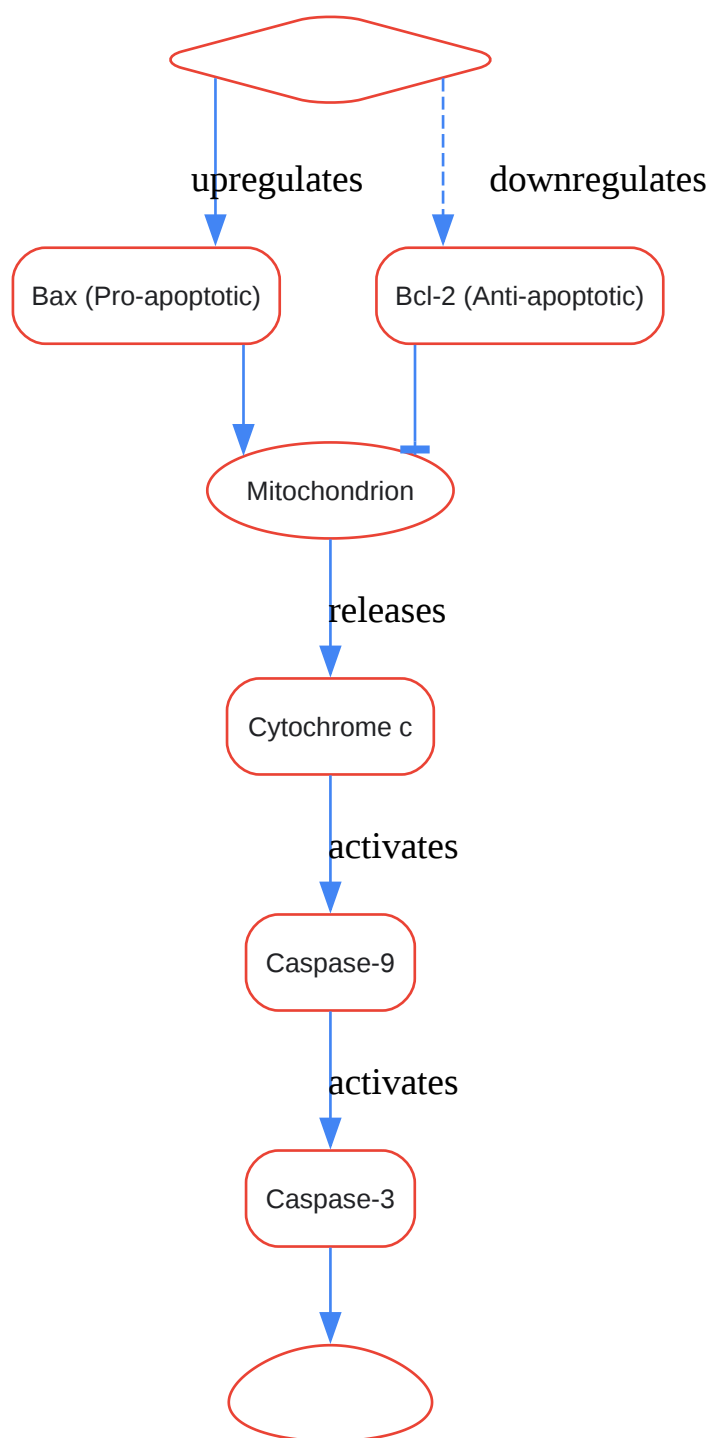 upregulates
downregulates
Bax (Pro-apoptotic)
Bcl-2 (Anti-apoptotic)
Mitochondrion
releases
Cytochrome c
activates
Caspase-9
activates
Caspase-3